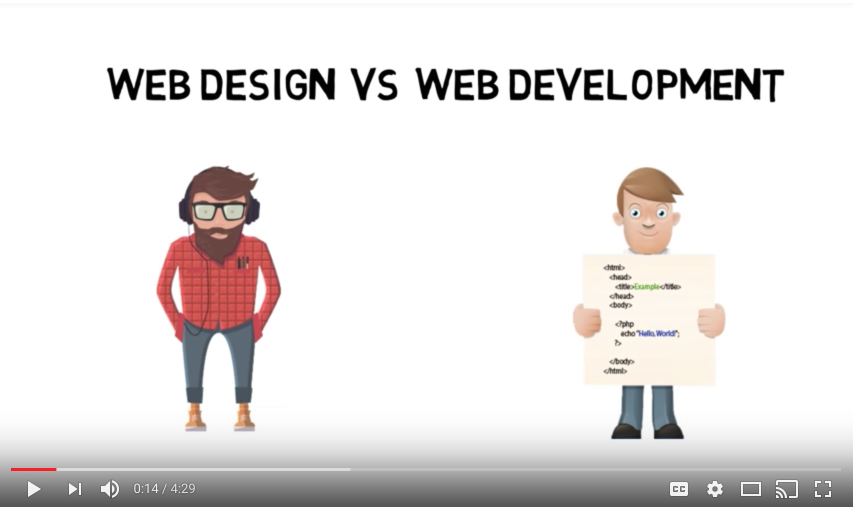 WEB DESIGN VS WEB DEVELOPMENT
<html>
<head>
<title>Example</title>
</head>
<body>
<?php
echo "Hello, World!";
?>
</body>
</html>
0:14 / 4:29
CC